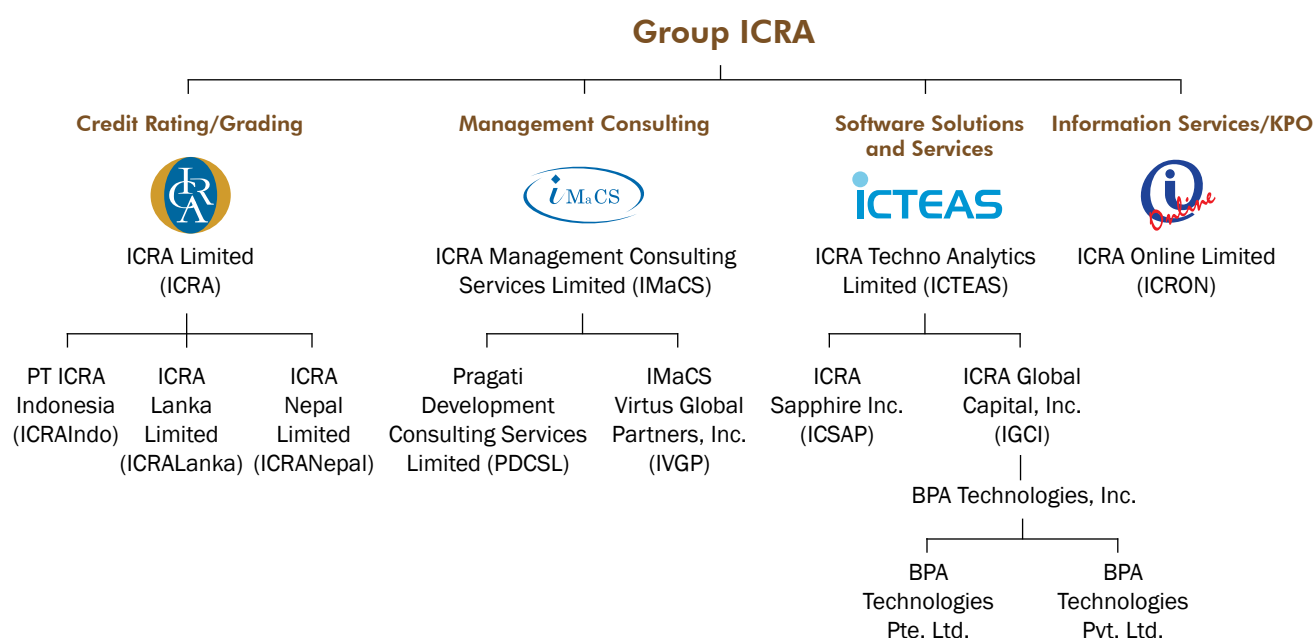 Group ICRA
Credit Rating/Grading
Management Consulting
Software Solutions
and Services
Information Services/KPO
ICRA
iMaCS
iCTEAS
i
Online
ICRA Limited
(ICRA)
ICRA Management Consulting
Services Limited (IMaCS)
ICRA Techno Analytics
Limited (ICTEAS)
ICRA Online Limited
(ICRON)
PT ICRA
Indonesia
(ICRAIndo)
ICRA
Lanka
Limited
(ICRALanka)
ICRA
Nepal
Limited
(ICRANepal)
Pragati
Development
Consulting Services
Limited (PDCSL)
IMaCS
Virtus Global
Partners, Inc.
(IVGP)
ICRA
Sapphire Inc.
(ICSAP)
ICRA Global
Capital, Inc.
(IGCI)
BPA Technologies, Inc.
BPA
Technologies
Pte. Ltd.
BPA
Technologies
Pvt. Ltd.